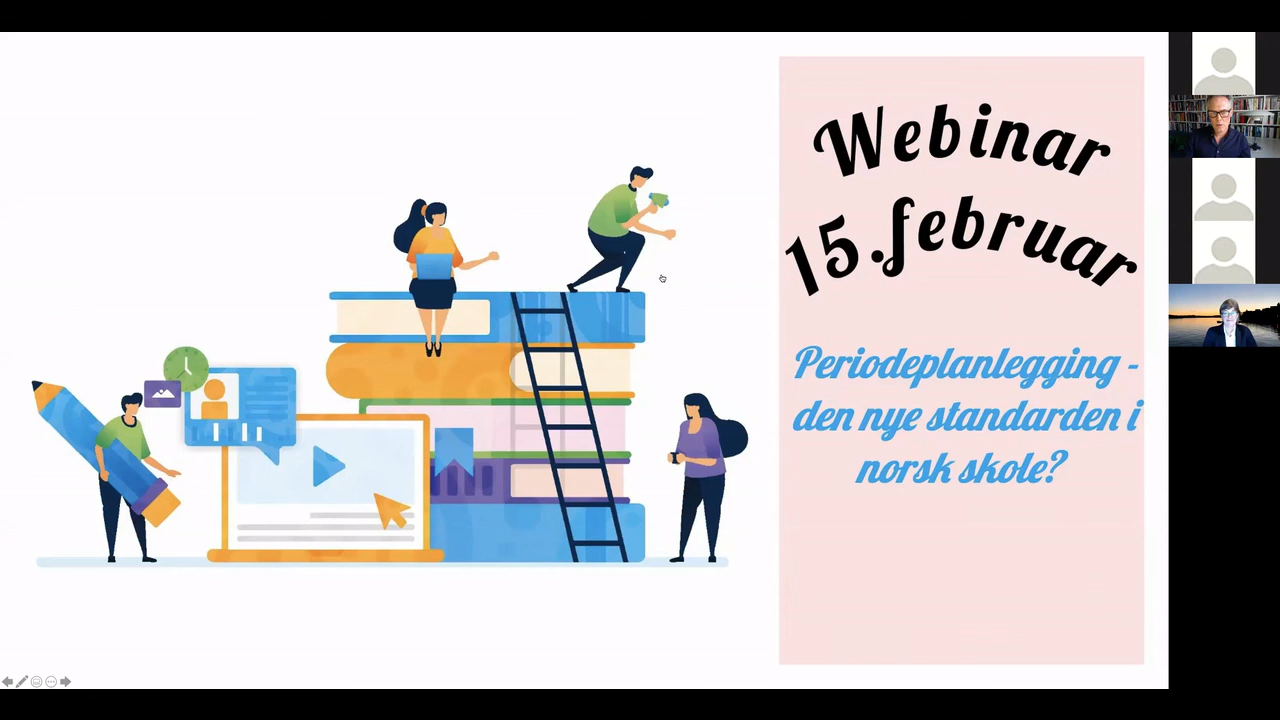 Webinar
15.februar
Periodeplanlegging -
den nye standarden i
norsk skole?